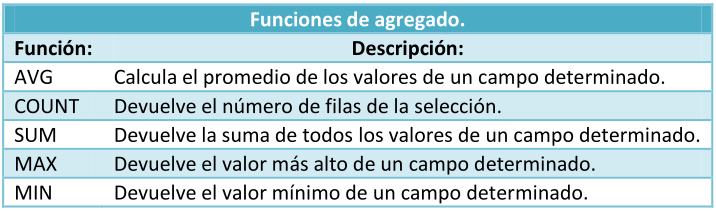 Funciones de agregado.
Función: Descripción:
AVG Calcula el promedio de los valores de un campo determinado.
COUNT Devuelve el número de filas de la selección.
SUM Devuelve la suma de todos los valores de un campo determinado.
MAX Devuelve el valor más alto de un campo determinado.
MIN Devuelve el valor mínimo de un campo determinado.